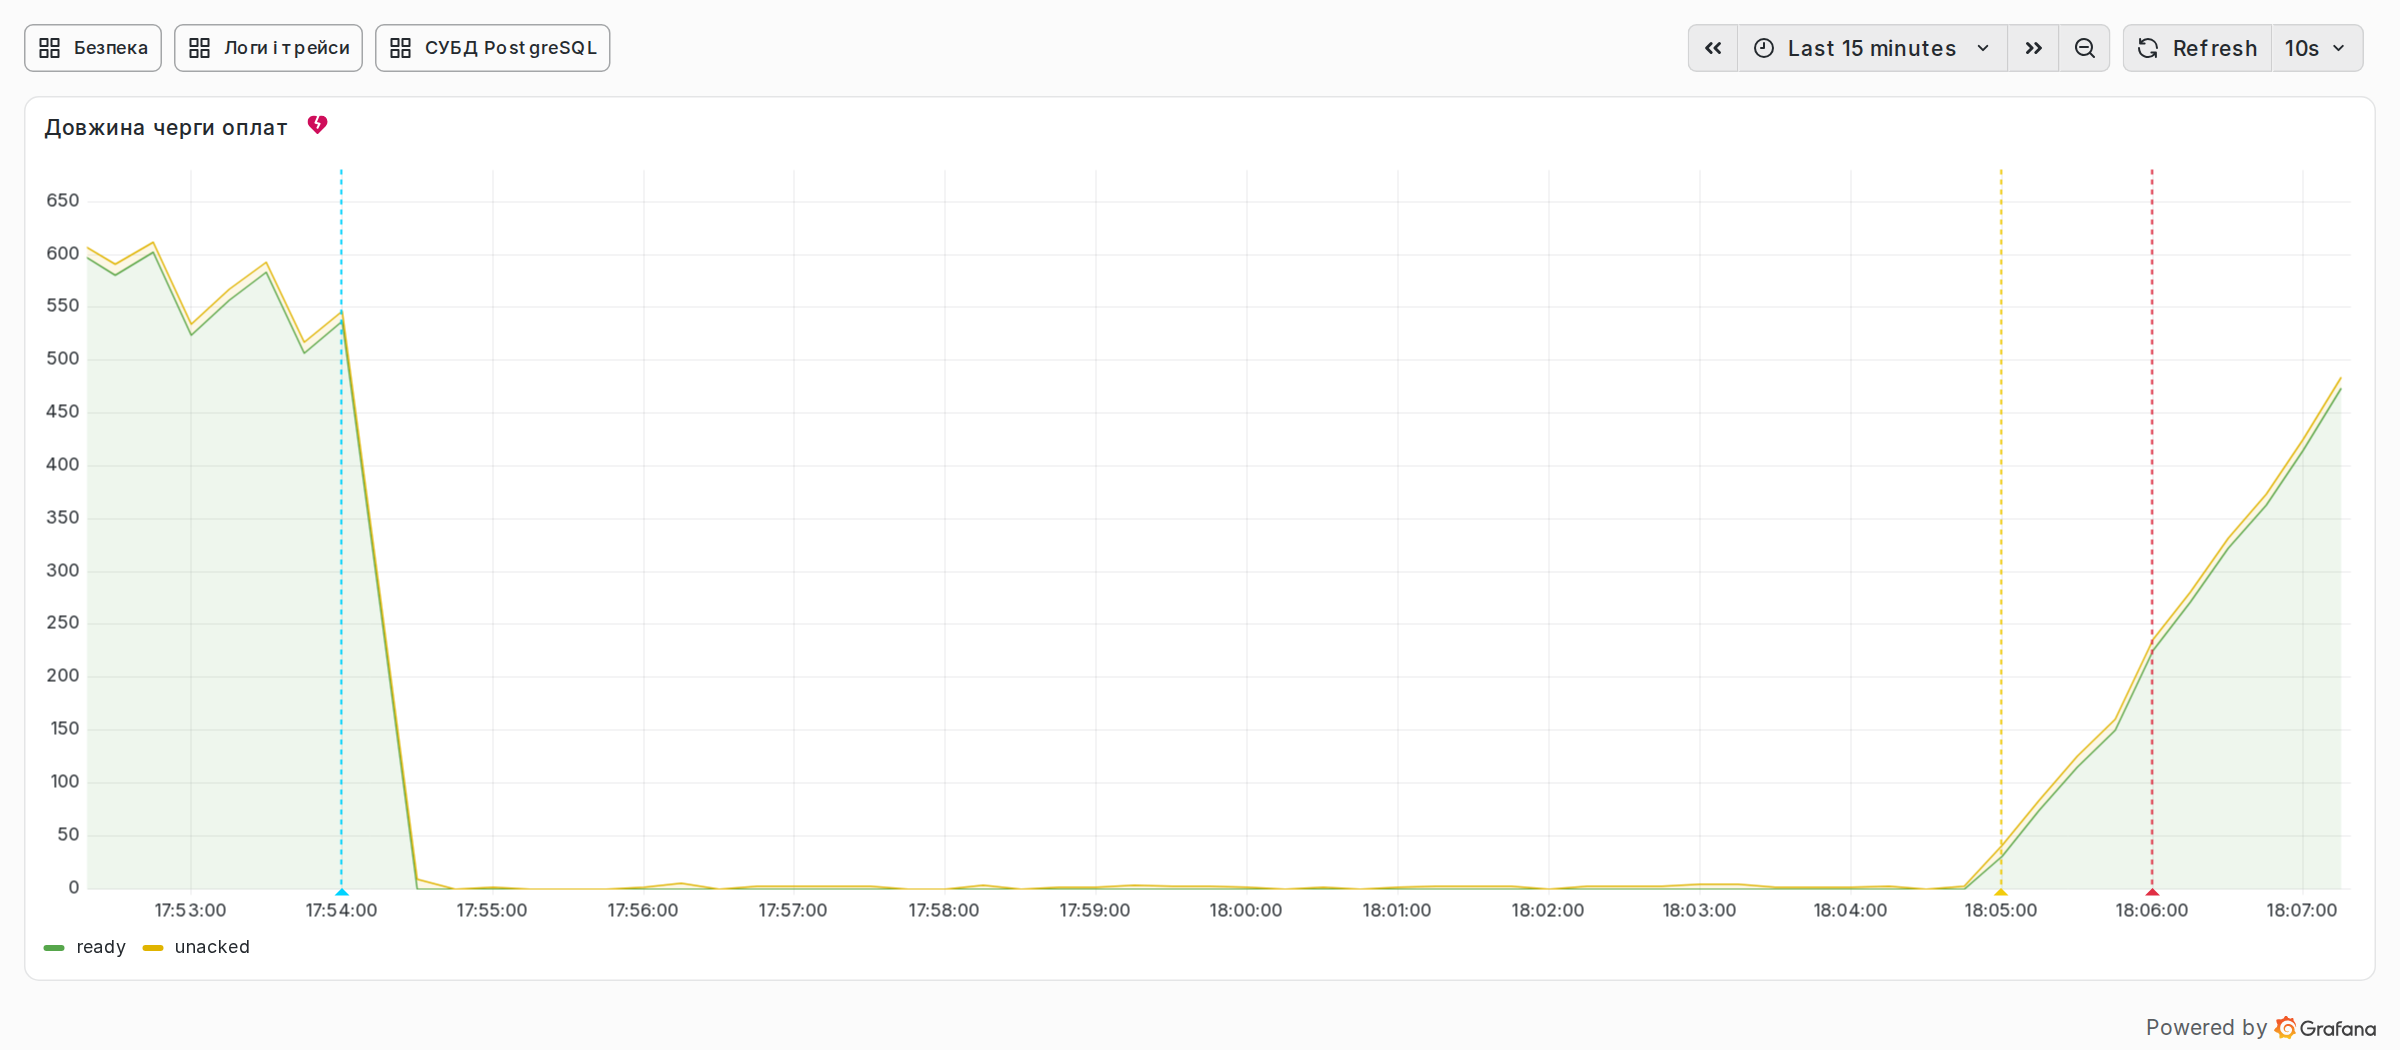 Безпека Логи і трейси СУБД PostgreSQL Last 15 minutes Refresh 10s
Довжина черги оплат
650
600
550
500
450
400
350
300
250
200
150
100
50
0
17:53:00 17:54:00 17:55:00 17:56:00 17:57:00 17:58:00 17:59:00 18:00:00 18:01:00 18:02:00 18:03:00 18:04:00 18:05:00 18:06:00 18:07:00
ready unacked
Powered by Grafana